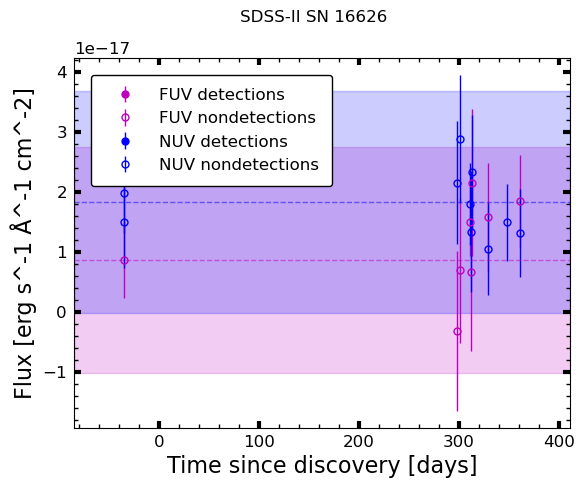 SDSS-II SN 16626
1e−17
4
3
2
1
0
−1
Flux [erg s^-1 Å^-1 cm^-2]
FUV detections
FUV nondetections
NUV detections
NUV nondetections
0 100 200 300 400
Time since discovery [days]